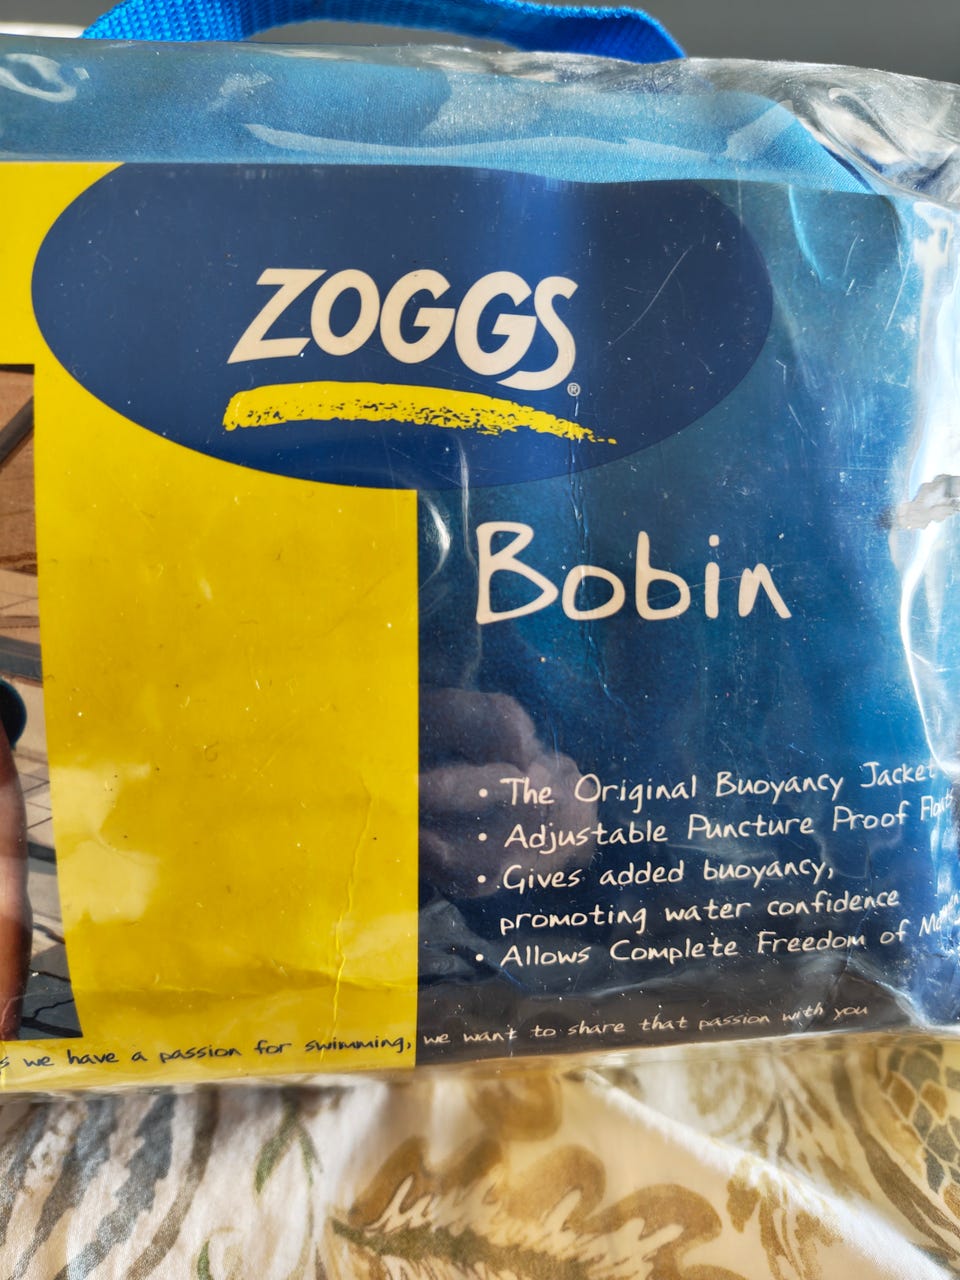 ZOGGS®
Bobin
• The Original Buoyancy Jacket
• Adjustable Puncture Proof
• Gives added buoyancy,
promoting water confidence
• Allows Complete Freedom of
we have a passion for swimming, we want to share that passion with you